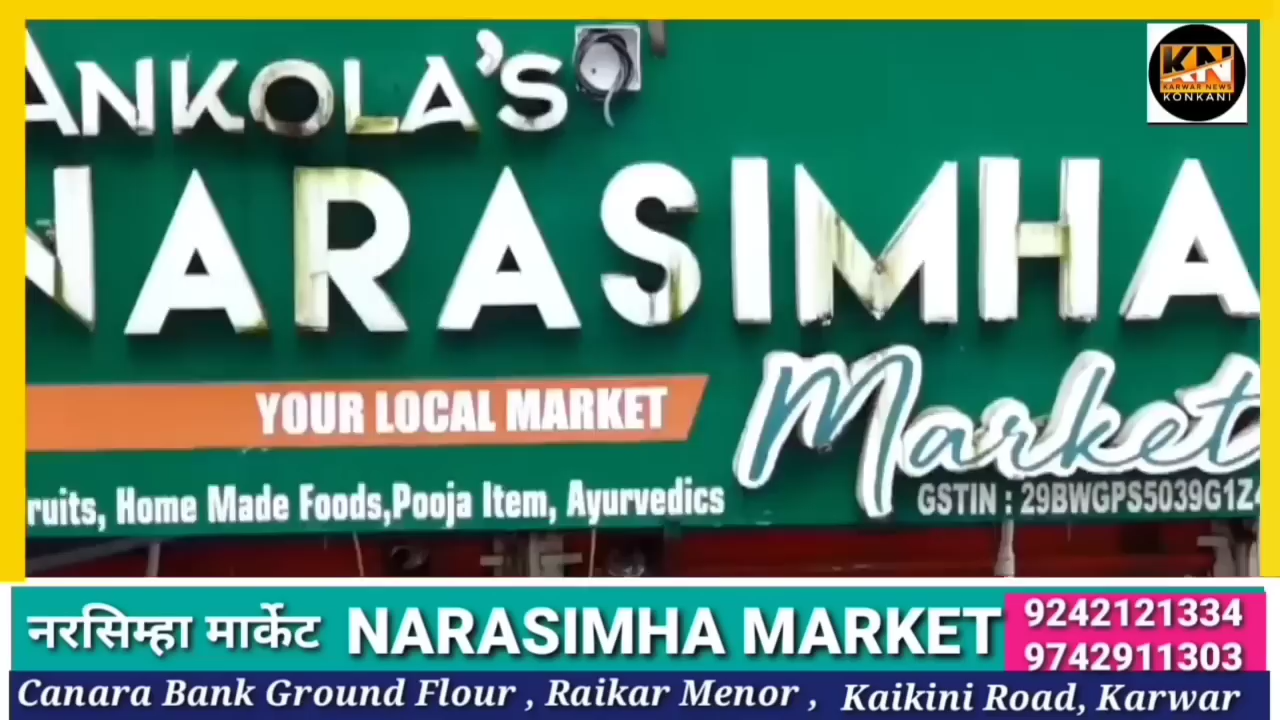 ANKOLA'S
KN
KARWAR NEWS
KONKANI
NARASIMHA
YOUR LOCAL MARKET
Market
ruits, Home Made Foods,Pooja Item, Ayurvedics
GSTIN : 29BWGPS5039G1Z
नरसिम्हा मार्केट NARASIMHA MARKET
9242121334
9742911303
Canara Bank Ground Flour , Raikar Menor , Kaikini Road, Karwar